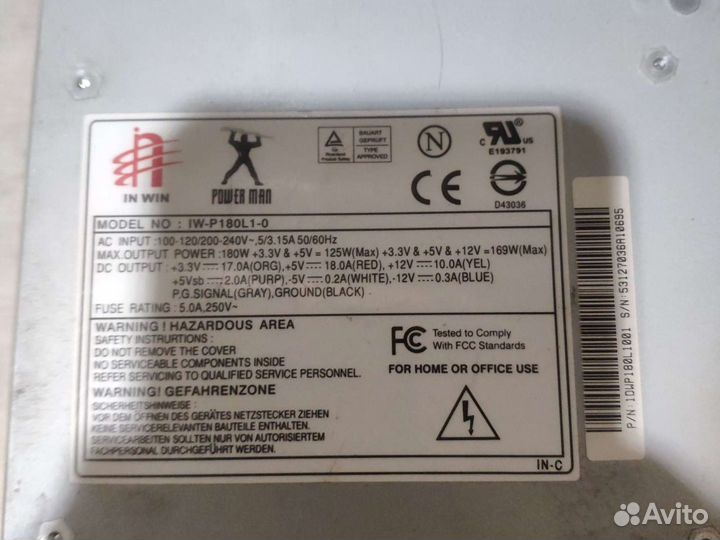 IN WIN
POWER MAN
BAUART GEPRÜFT
TYPE APPROVED
N
c RU us
E193791
CE
D43036
MODEL NO : IW-P180L1-0
AC INPUT :100-120/200-240V~,5/3.15A 50/60Hz
MAX.OUTPUT POWER :180W +3.3V & +5V = 125W(Max) +3.3V & +5V & +12V =169W(Max)
DC OUTPUT : +3.3V 17.0A(ORG),+5V 18.0A(RED), +12V 10.0A(YEL)
+5Vsb 2.0A(PURP),-5V 0.2A(WHITE),-12V 0.3A(BLUE)
P.G.SIGNAL(GRAY),GROUND(BLACK)
FUSE RATING : 5.0A,250V~
WARNING ! HAZARDOUS AREA
SAFETY INSTRURTIONS :
DO NOT REMOVE THE COVER
NO SERVICEABLE COMPONENTS INSIDE
REFER SERVICING TO QUALIFIED SERVICE PERSONNEL.
FC Tested to Comply
With FCC Standards
FOR HOME OR OFFICE USE
WARNUNG! GEFAHRENZONE
SICHERHEITSHINWEISE :
VOR DEM ÖFFNEN DES GERÄTES NETZSTECKER ZIEHEN
KEINE SERVICERELEVANTEN BAUTEILE ENTHALTEN.
SERVICEARBEITEN SOLLTEN NUR VON AUTORISIERTEM
FACHPERSONAL DURCHGEFÜHRT WERDEN.
IN-C
P/N:1DWP180L1001 S/N:53127036A10695
Avito